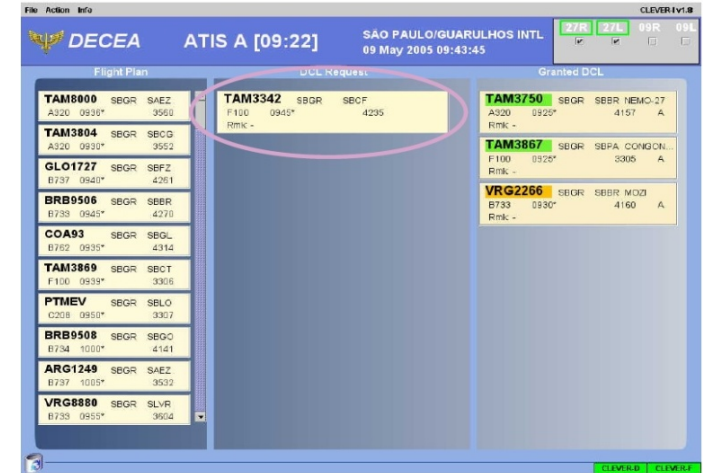 File Action Info
CLEVER-I v1.8
DECEA
ATIS A [09:22]
SÃO PAULO/GUARULHOS INTL
09 May 2005 09:43:45
27R 27L 09R 09L
Flight Plan
TAM8000 SBGR SAEZ
A320 0936* 3560
TAM3804 SBGR SBCG
A320 0930* 3552
GLO1727 SBGR SBFZ
B737 0940* 4261
BRB9506 SBGR SBBR
B733 0945* 4270
COA93 SBGR SBGL
B762 0935* 4314
TAM3869 SBGR SBCT
F100 0939* 3306
PTMEV SBGR SBLO
C208 0950* 3307
BRB9508 SBGR SBGO
B734 1000* 4141
ARG1249 SBGR SAEZ
B737 1005* 3532
VRG8880 SBGR SLVR
B733 0955* 3604
DCL Request
TAM3342 SBGR SBCF
F100 0945* 4235
Rmk: -
Granted DCL
TAM3750 SBGR SBBR NEMO-27
A320 0925* 4157 A
Rmk: -
TAM3867 SBGR SBPA CONGON...
F100 0925* 3305 A
Rmk: -
VRG2266 SBGR SBBR MOZI
B733 0930* 4160 A
Rmk: -
CLEVER-D CLEVER-F